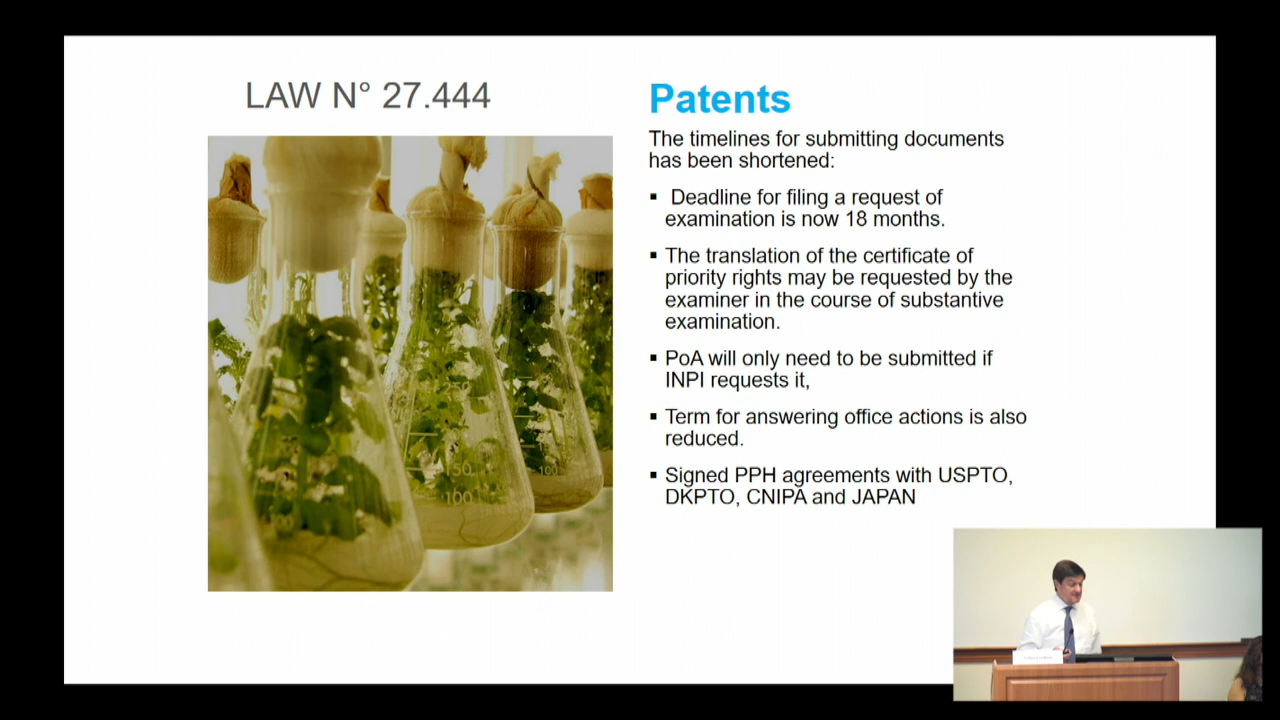 LAW N° 27.444
Patents
The timelines for submitting documents
has been shortened:
▪ Deadline for filing a request of
examination is now 18 months.
▪ The translation of the certificate of
priority rights may be requested by the
examiner in the course of substantive
examination.
▪ PoA will only need to be submitted if
INPI requests it,
▪ Term for answering office actions is also
reduced.
▪ Signed PPH agreements with USPTO,
DKPTO, CNIPA and JAPAN
150
100
100